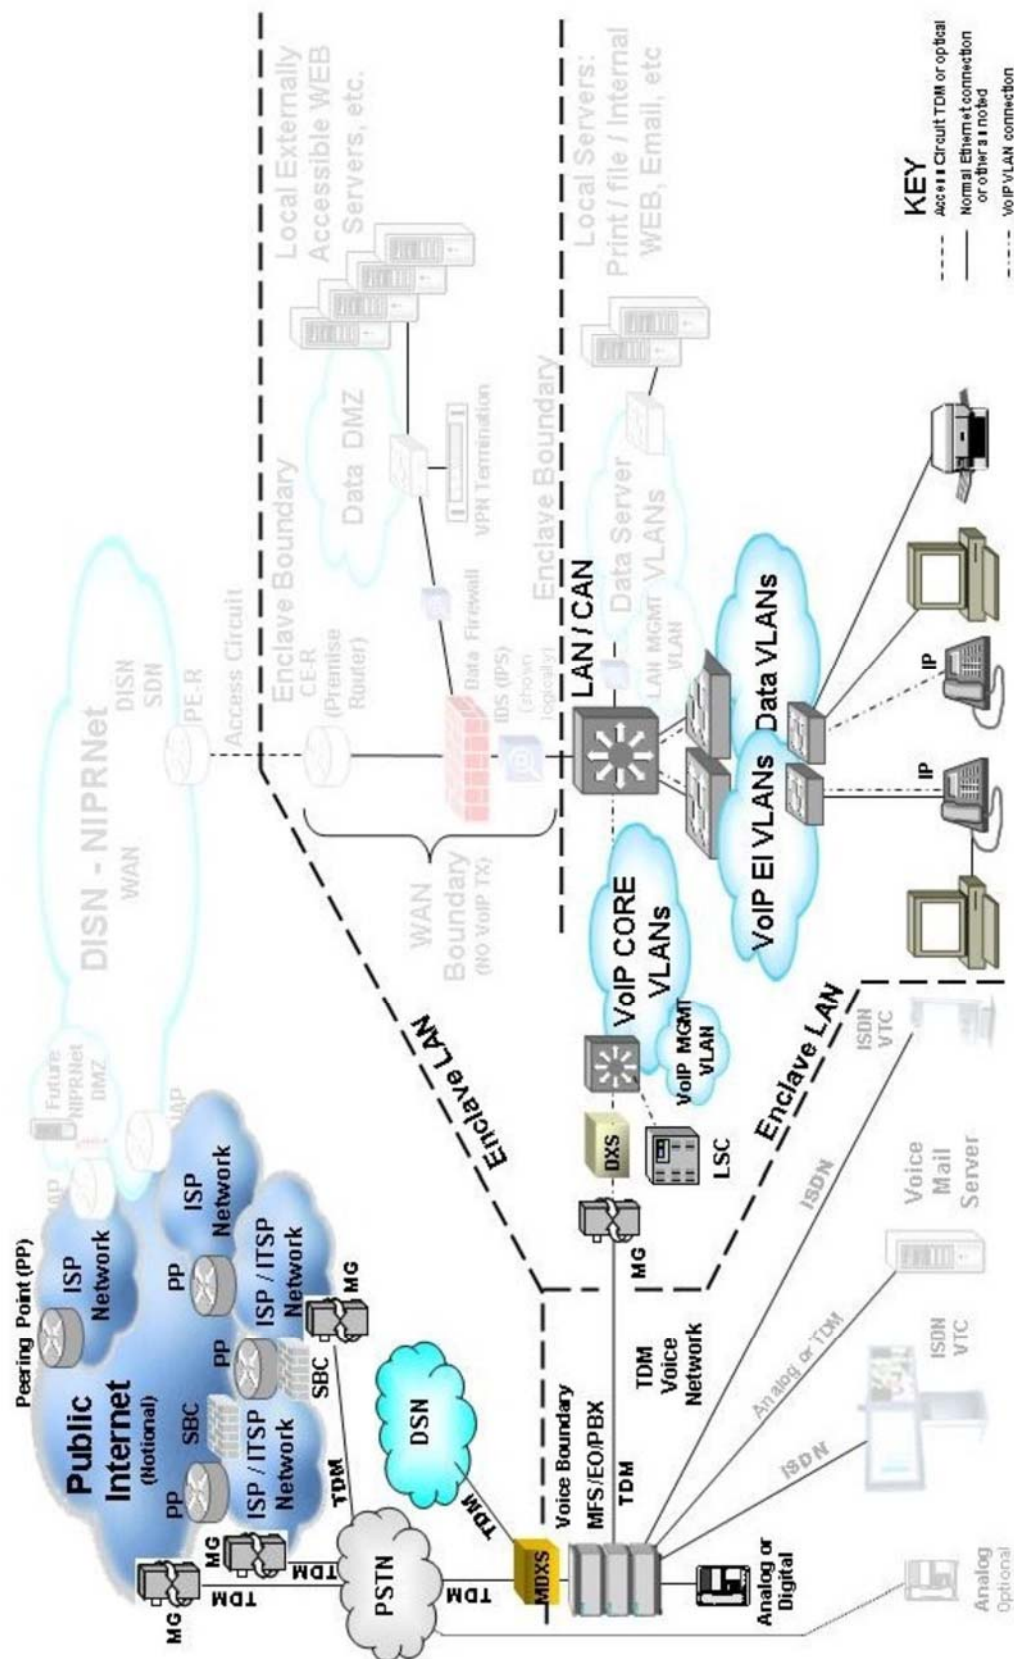 Public
Internet
(Notional)
Peering Point (PP)
ISP
Network
ISP
Network
PP
ISP / ITSP
Network
PP
MG
SBC
SBC
PP
ISP / ITSP
Network
MG
TDM
MG
TDM
TDM
PSTN
TDM
DSN
TDM
MDXS
Future
NIPRNet
DMZ
NAP
DISN - NIPRNet
WAN
DISN
SDN
PE-R
Access Circuit
Enclave Boundary
CE-R
(Premise
Router)
WAN
Boundary
(NO VoIP TX)
Data Firewall
IDS (IPS)
(shown
logically)
Data DMZ
VPN Termination
Local Externally
Accessible WEB
Servers, etc.
Enclave Boundary
Enclave LAN
Voice Boundary
MFS/EO/PBX
TDM
TDM
Voice
Network
MG
DXS
LSC
VoIP MGMT
VLAN
VoIP CORE
VLANs
LAN / CAN
LAN MGMT
VLAN
Data Server
VLANs
Local Servers:
Print / file / Internal
WEB, Email, etc
VoIP EI VLANs
Data VLANs
IP
IP
Enclave LAN
ISDN
ISDN
VTC
Analog or TDM
Voice
Mail
Server
ISDN
ISDN
VTC
Analog or
Digital
Analog
Optional
KEY
Access Circuit TDM or optical
Normal Ethernet connection
or other as noted
VoIP VLAN connection